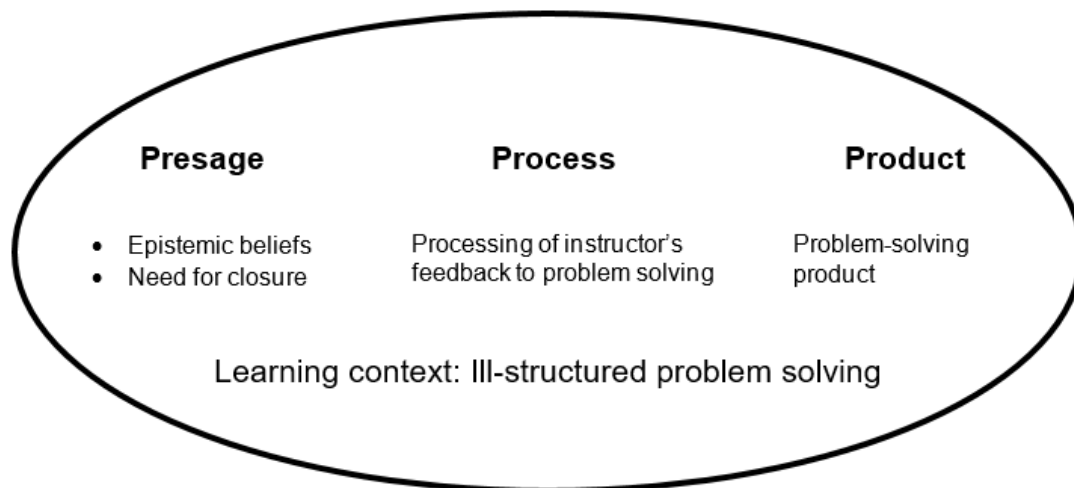 Presage
Process
Product
• Epistemic beliefs
• Need for closure
Processing of instructor's
feedback to problem solving
Problem-solving
product
Learning context: Ill-structured problem solving